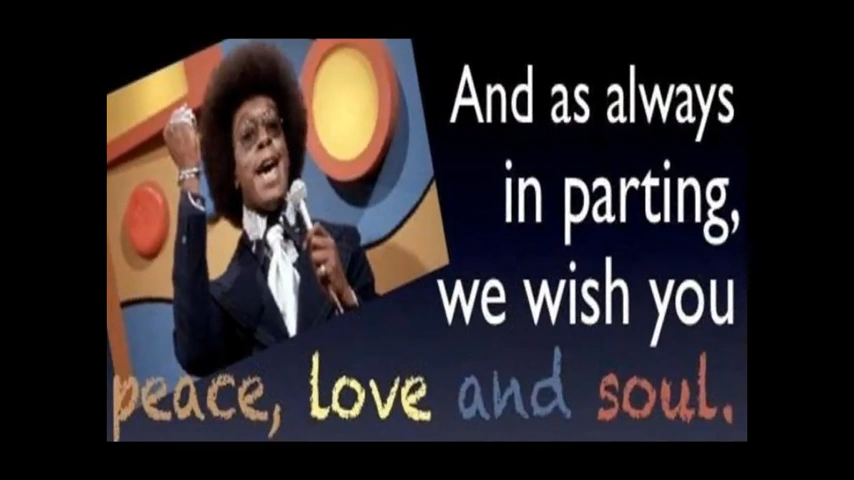 And as always
in parting,
we wish you
peace, love and soul.